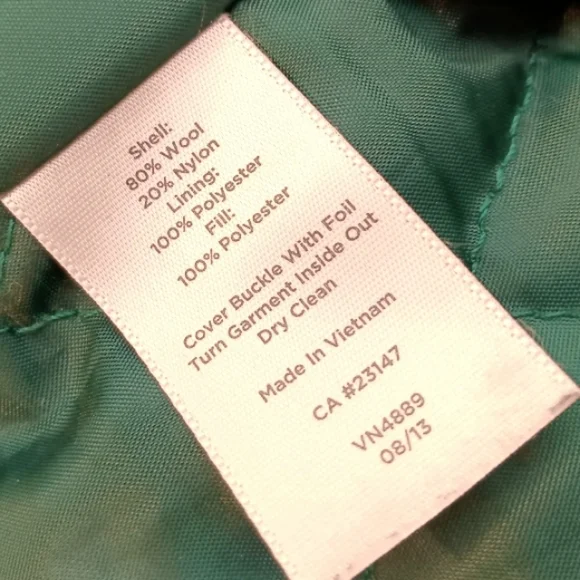 Shell:
80% Wool
20% Nylon
Lining:
100% Polyester
Fill:
100% Polyester
Cover Buckle With Foil
Turn Garment Inside Out
Dry Clean
Made In Vietnam
CA #23147
VN4889
08/13